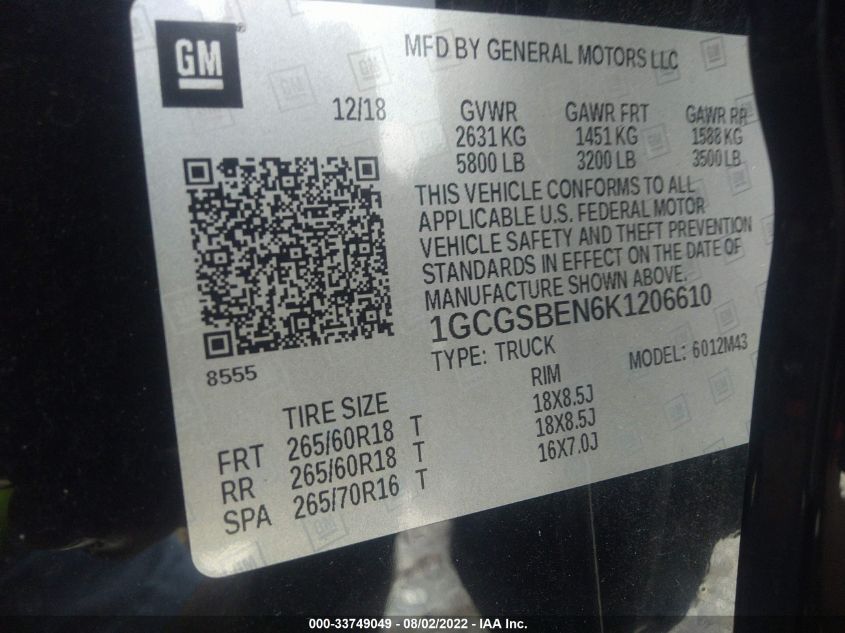 GM
MFD BY GENERAL MOTORS LLC
12/18 GVWR GAWR FRT GAWR RR
2631 KG 1451 KG 1588 KG
5800 LB 3200 LB 3500 LB
THIS VEHICLE CONFORMS TO ALL
APPLICABLE U.S. FEDERAL MOTOR
VEHICLE SAFETY AND THEFT PREVENTION
STANDARDS IN EFFECT ON THE DATE OF
MANUFACTURE SHOWN ABOVE.
1GCGSBEN6K1206610
8555 TYPE: TRUCK MODEL: 6012M43
TIRE SIZE RIM
FRT 265/60R18 T 18X8.5J
RR 265/60R18 T 18X8.5J
SPA 265/70R16 T 16X7.0J
000-33749049 - 08/02/2022 - IAA Inc.